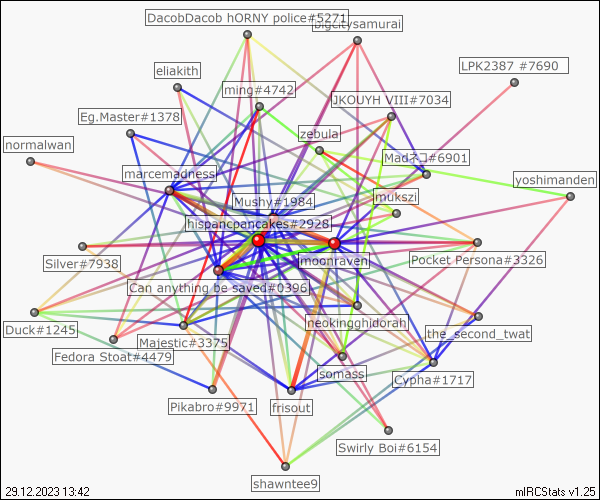 DacobDacob hORNY police#5271
bigcitysamurai
eliakith
LPK2387 #7690
ming#4742
JKOUYH VIII#7034
Eg.Master#1378
zebula
normalwan
Madネコ#6901
marcemadness
yoshimanden
Mushy#1984
mukszi
hispancpancakes#2928
moonraven
Pocket Persona#3326
Silver#7938
Can anything be saved#0396
neokingghidorah
Duck#1245
the_second_twat
Majestic#3375
Fedora Stoat#4479
somass
Cypha#1717
Pikabro#9971
frisout
Swirly Boi#6154
shawntee9
29.12.2023 13:42
mIRCStats v1.25